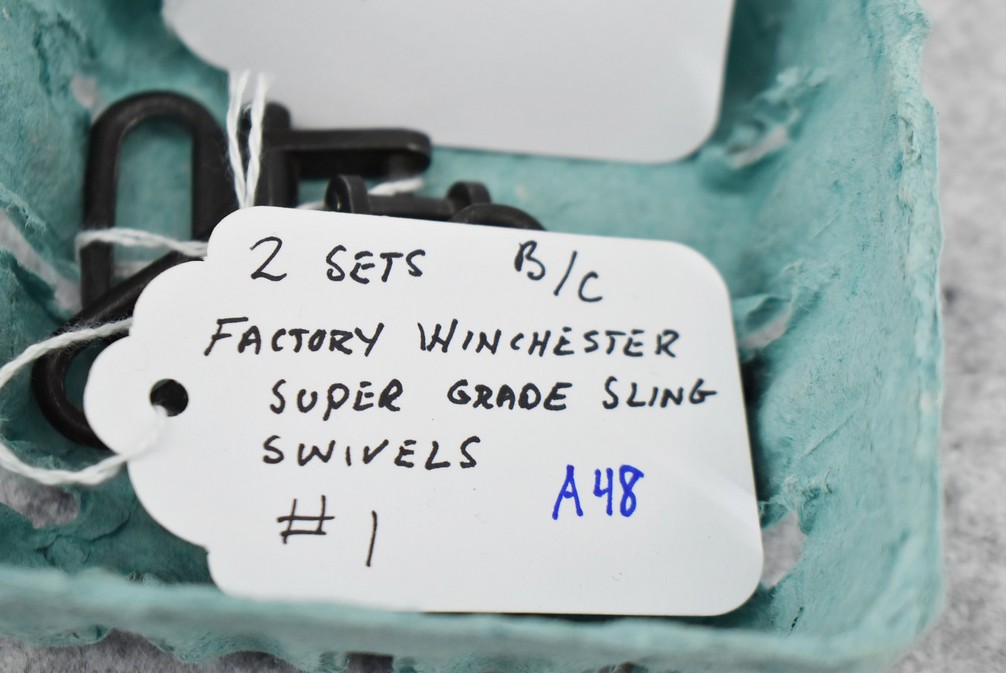 2 SETS B/C
FACTORY WINCHESTER
SUPER GRADE SLING
SWIVELS
A48
# 1